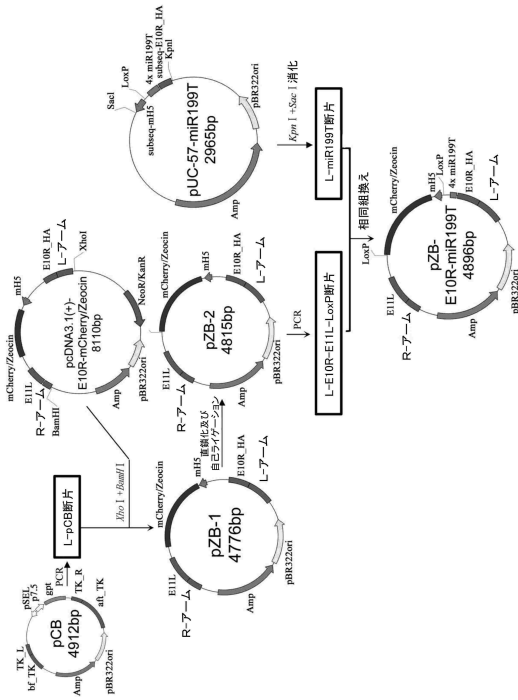 TK_L
bf_TK
pSEL
p7.5
gpt
TK_R
aft_TK
Amp
pBR322ori
pCB
4912bp
PCR
L-pCB断片
mCherry/Zeocin
mH5
E11L
E10R_HA
R-アーム
L-アーム
BamHI
XhoI
Amp
pBR322ori
NeoR/KanR
pcDNA3.1(+)-
E10R-mCherry/Zeocin
8110bp
Xho I+BamH I
mCherry/Zeocin
mH5
E11L
E10R_HA
R-アーム
L-アーム
Amp
pBR322ori
pZB-1
4776bp
直鎖化及び
自己ライゲーション
mCherry/Zeocin
mH5
E11L
E10R_HA
R-アーム
L-アーム
Amp
pBR322ori
pZB-2
4815bp
PCR
L-E10R-E11L-LoxP断片
SacI
LoxP
4x miR199T
subseq-E10R_HA
KpnI
subseq-mH5
pUC-57-miR199T
2965bp
Amp
pBR322ori
Kpn I+Sac I 消化
L-miR199T断片
相同組換え
LoxP
mCherry/Zeocin
mH5
LoxP
4x miR199T
E10R_HA
L-アーム
E11L
R-アーム
Amp
pBR322ori
pZB-
E10R-miR199T
4896bp